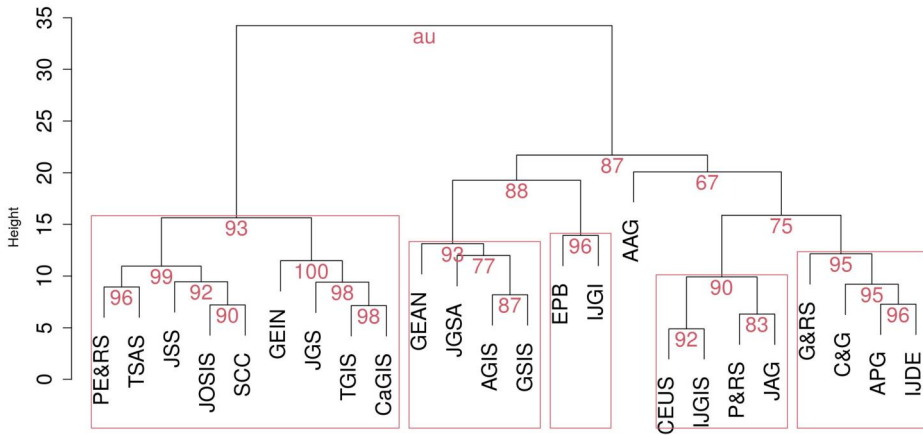 35
30
25
20
15
10
5
0
Height
au
87
88
67
93
93
96
75
99
100
77
90
95
96
92
98
87
95
90
98
92
83
96
PE&RS
TSAS
JSS
JOSIS
SCC
GEIN
JGS
TGIS
CaGIS
GEAN
JGSA
AGIS
GSIS
EPB
IJGI
AAG
CEUS
IJGIS
P&RS
JAG
G&RS
C&G
APG
IJDE